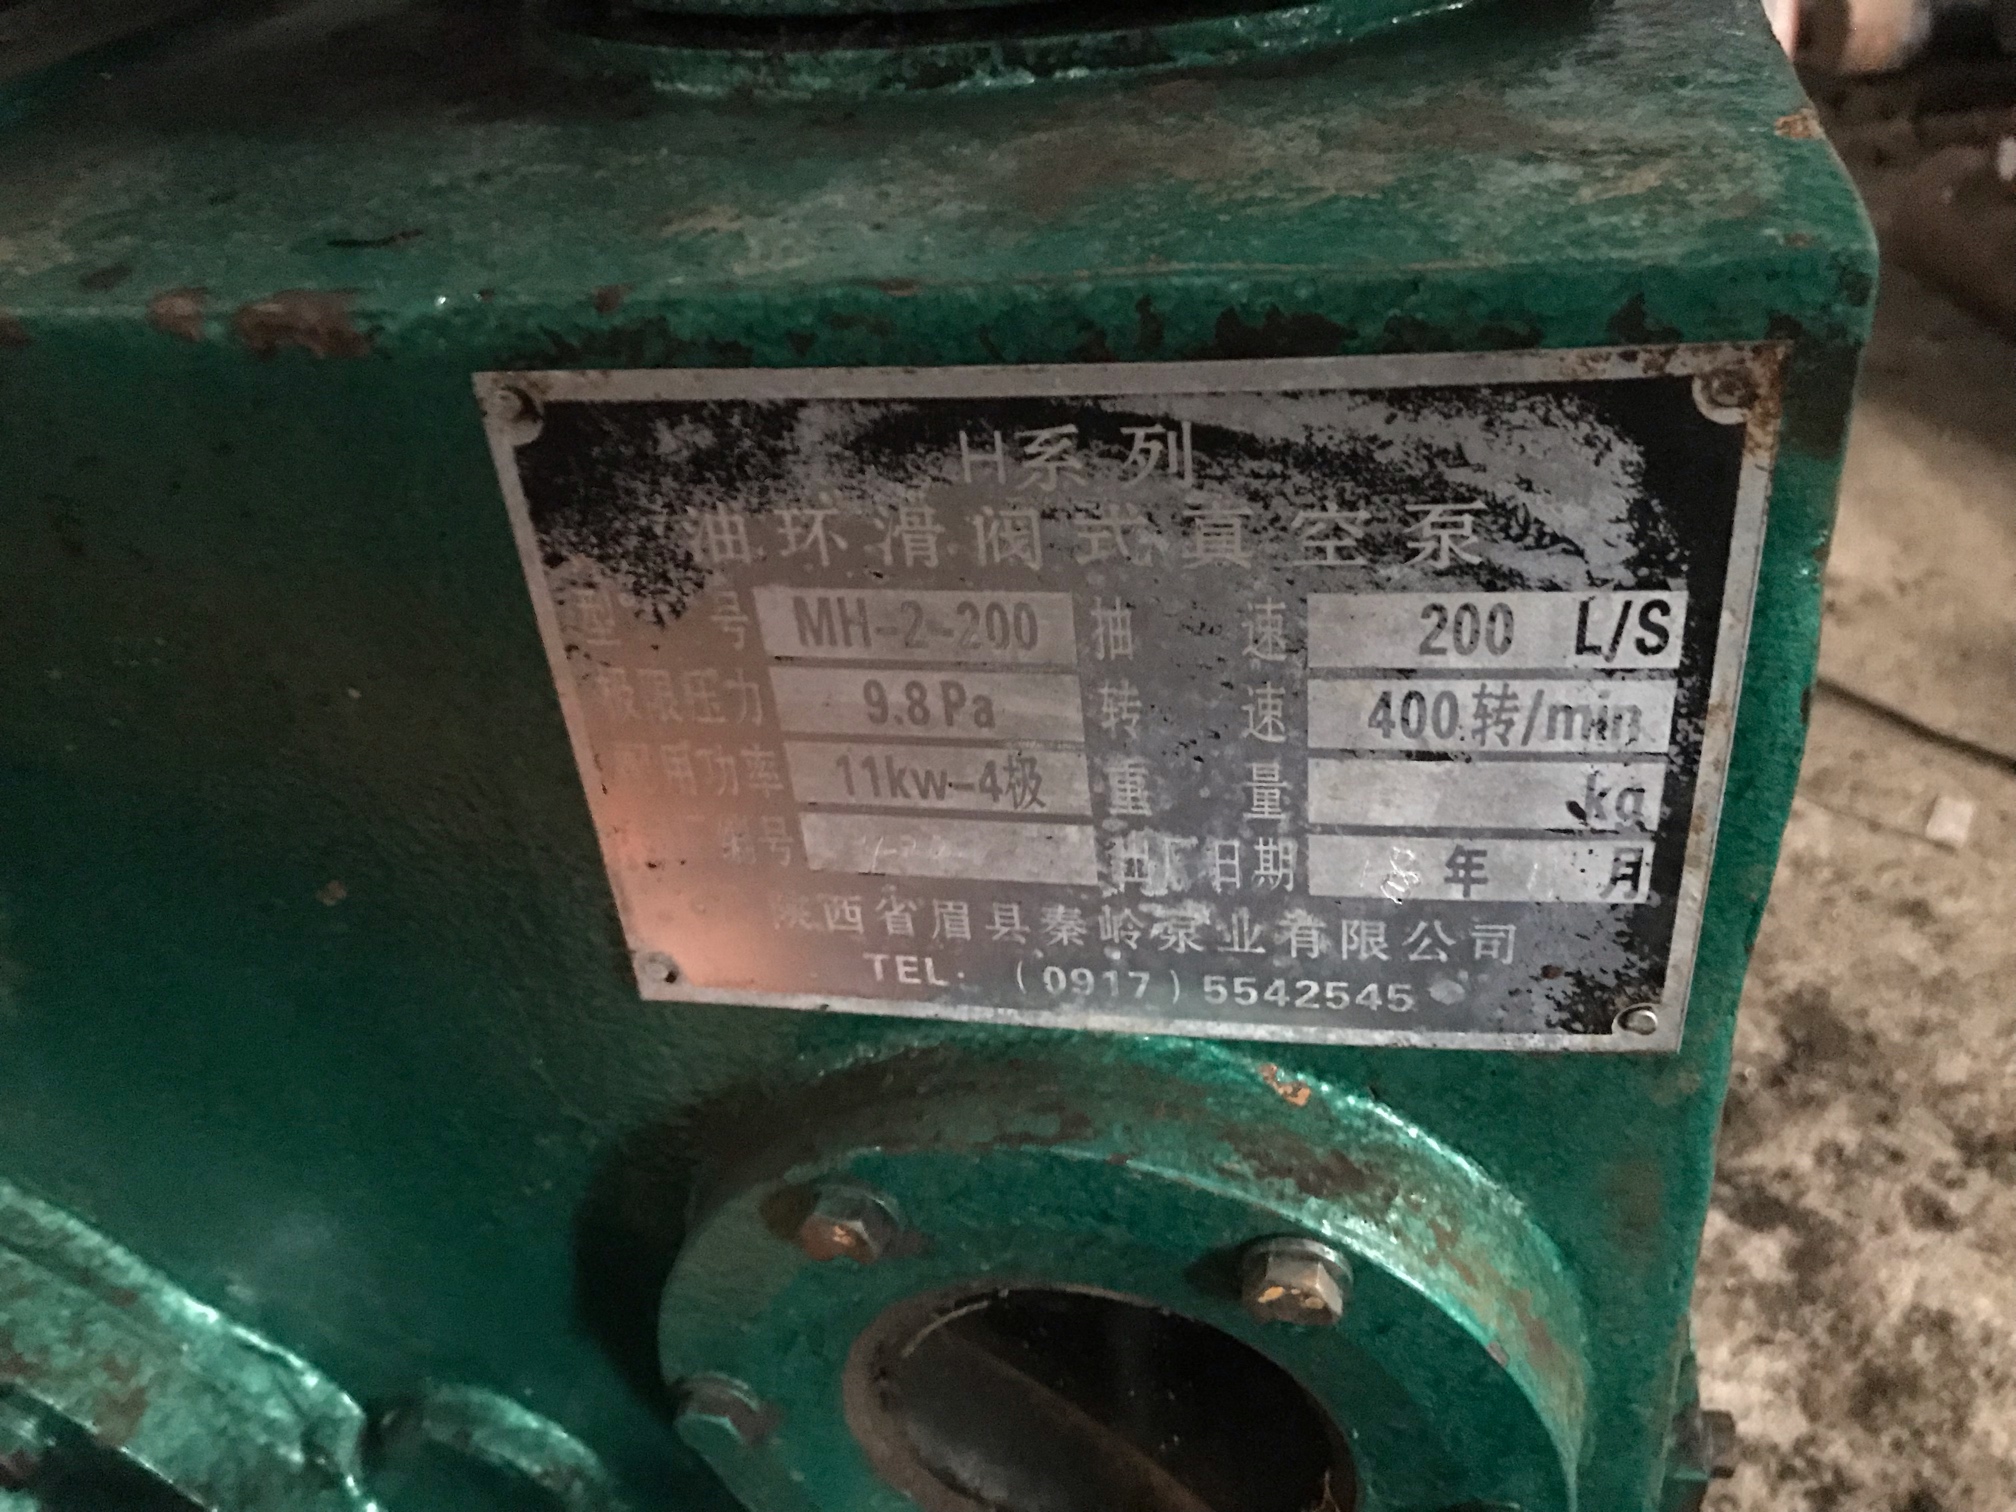 H系列
油环滑阀式真空泵
型号 MH-2-200 抽速 200 L/S
极限压力 9.8Pa 转速 400转/min
配用功率 11kw-4极 重量 kg
编号 出厂日期 年 月
陕西省眉县秦岭泵业有限公司
TEL:（0917）5542545